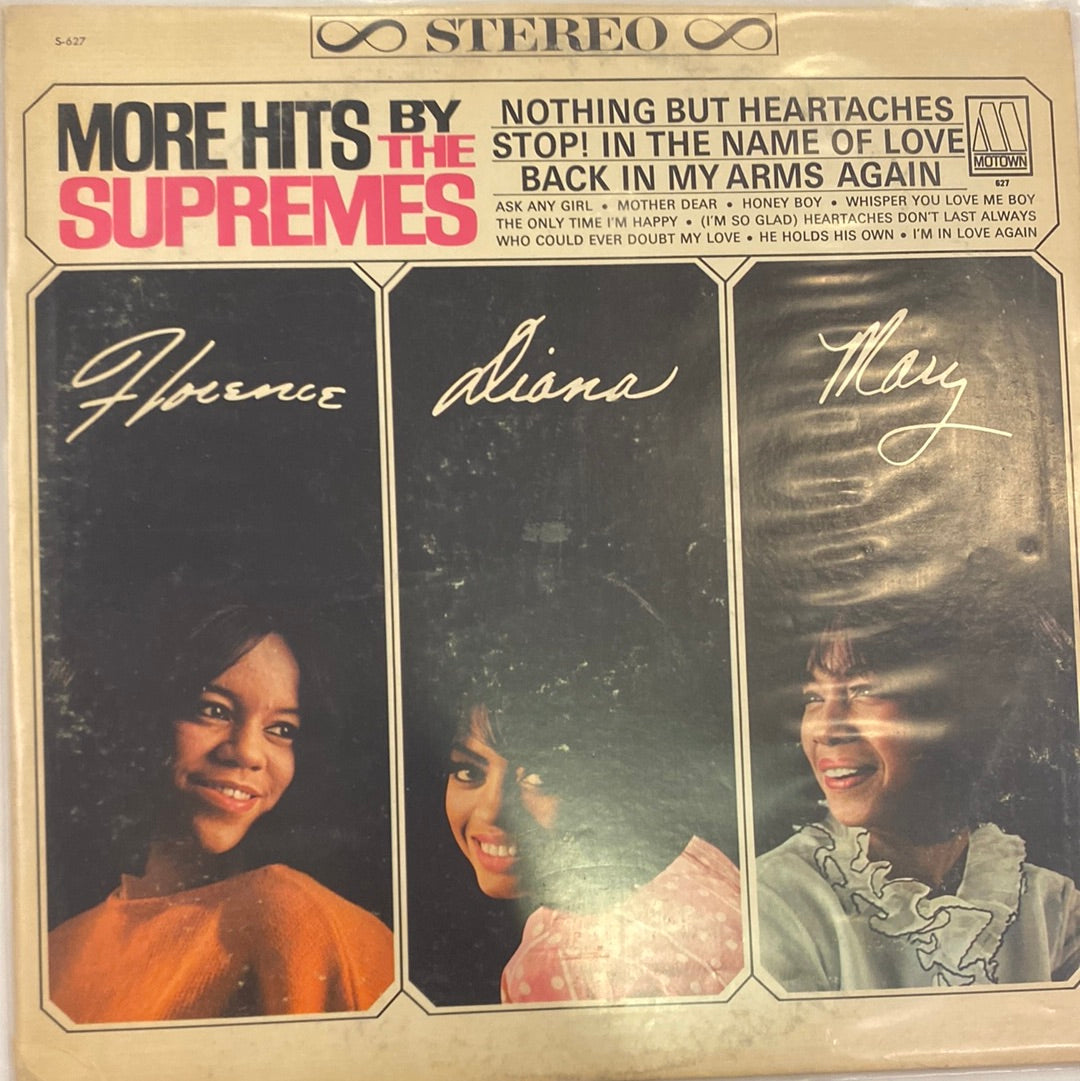 S-627
STEREO
MORE HITS BY
THE
SUPREMES
NOTHING BUT HEARTACHES
STOP! IN THE NAME OF LOVE
BACK IN MY ARMS AGAIN
ASK ANY GIRL • MOTHER DEAR • HONEY BOY • WHISPER YOU LOVE ME BOY
THE ONLY TIME I'M HAPPY • (I'M SO GLAD) HEARTACHES DON'T LAST ALWAYS
WHO COULD EVER DOUBT MY LOVE • HE HOLDS HIS OWN • I'M IN LOVE AGAIN
M
MOTOWN
627
Florence
Diana
Mary